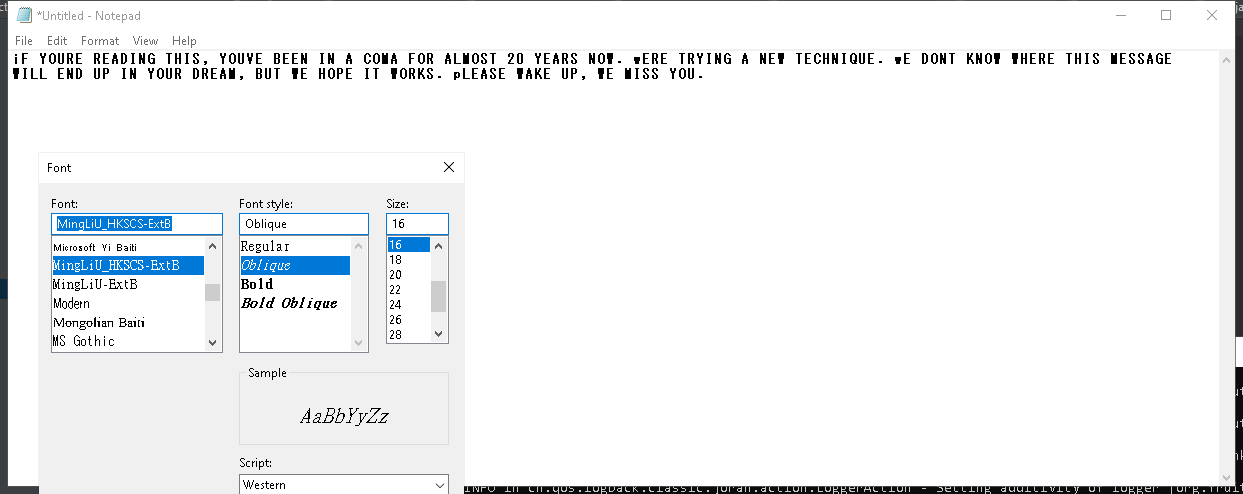 *Untitled - Notepad
File Edit Format View Help
iF YOURE READING THIS, YOUVE BEEN IN A COMA FOR ALMOST 20 YEARS NOW. wERE TRYING A NEW TECHNIQUE. wE DONT KNOW WHERE THIS MESSAGE
WILL END UP IN YOUR DREAM, BUT WE HOPE IT WORKS. pLEASE WAKE UP, WE MISS YOU.
Font
Font: Font style: Size:
MingLiU_HKSCS-ExtB Oblique 16
Microsoft Yi Baiti Regular 16
MingLiU_HKSCS-ExtB Oblique 18
MingLiU-ExtB Bold 20
Modern Bold Oblique 22
Mongolian Baiti 24
MS Gothic 26
28
Sample
AaBbYyZz
Script:
Western
INFO in ch.qos.logback.classic.joran.action.LoggerAction - Setting additivity of logger